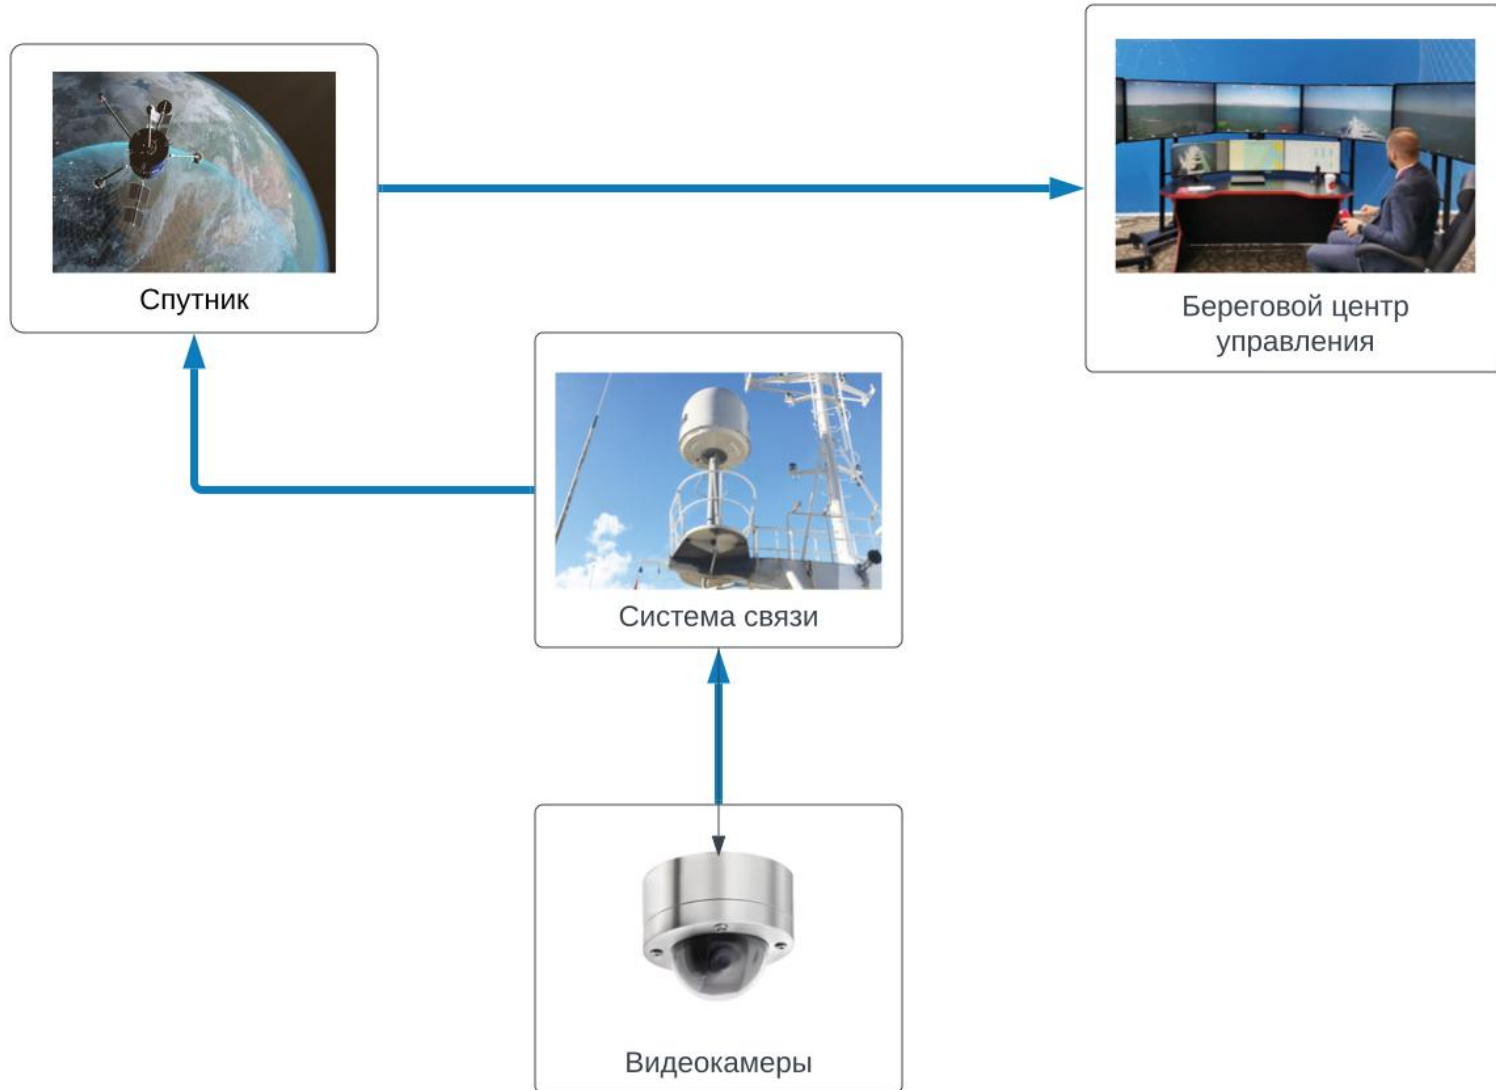 Спутник
Береговой центр
управления
Система связи
Видеокамеры